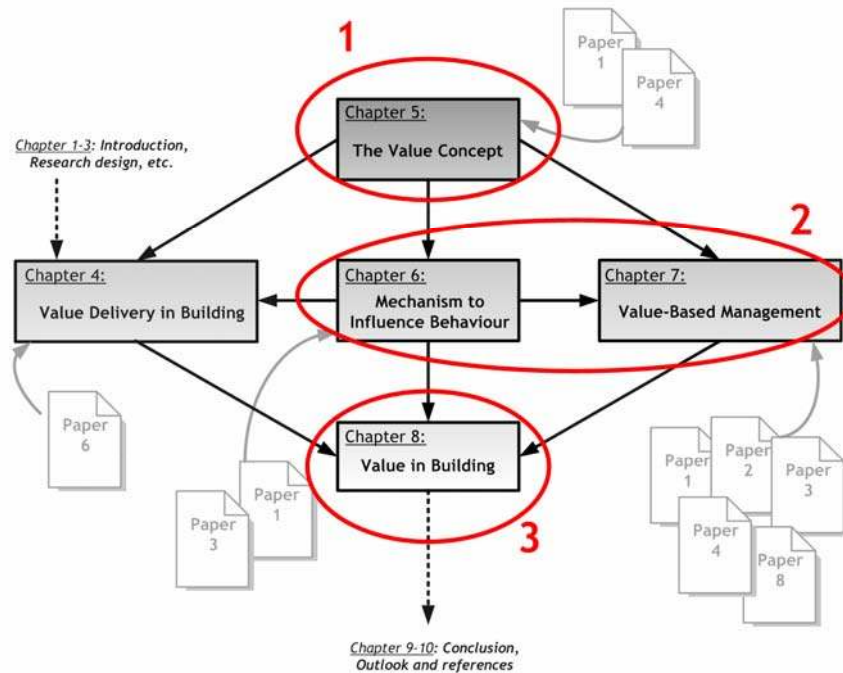 1
Paper
1
Paper
4
Chapter 5:
The Value Concept
Chapter 1-3: Introduction,
Research design, etc.
2
Chapter 4:
Value Delivery in Building
Chapter 6:
Mechanism to
Influence Behaviour
Chapter 7:
Value-Based Management
Paper
6
Chapter 8:
Value in Building
Paper
3
Paper
1
3
Paper
1
Paper
2
Paper
3
Paper
4
Paper
8
Chapter 9-10: Conclusion,
Outlook and references